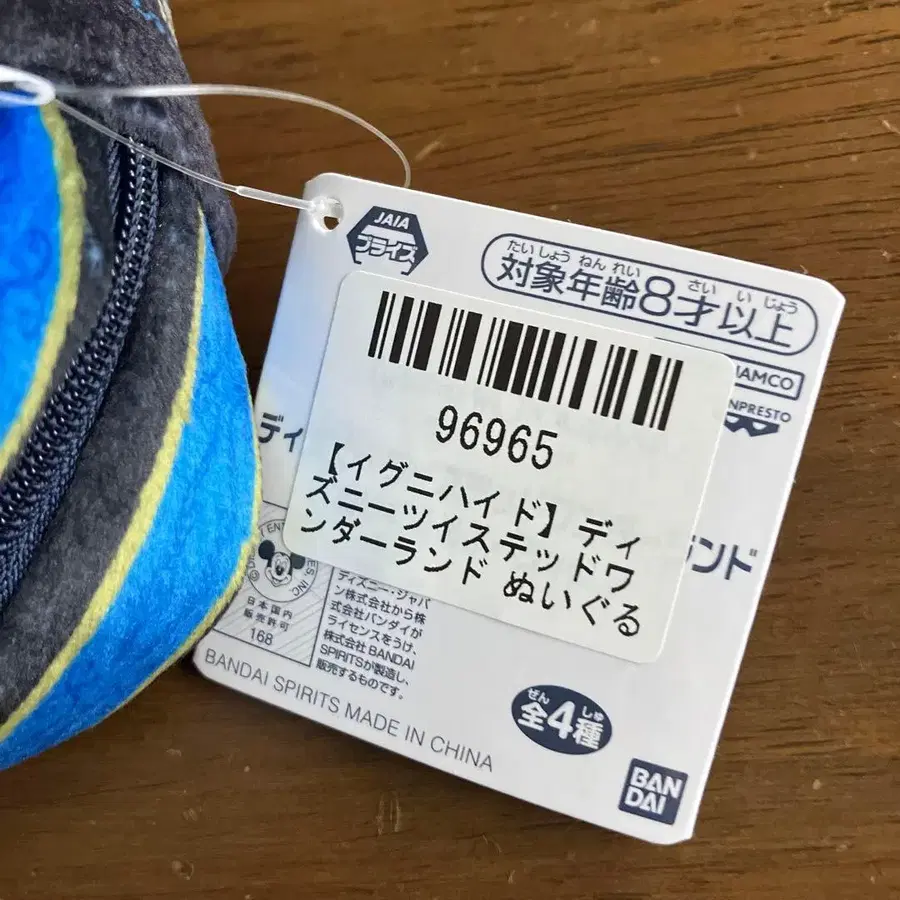 JAIA
プライズ
たいしょうねんれい さいいじょう
対象年齢8才以上
NAMCO
NPRESTO
96965
【イグニハイド】ディ
ズニーツイステッドワ
ンダーランド ぬいぐる
ディ
ンド
日本国内
販売許可
168
ディズニー・ジャパ
ン株式会社から株
式会社バンダイが
ライセンスをうけ、
株式会社 BANDAI
SPIRITSが製造し、
販売するものです。
BANDAI SPIRITS MADE IN CHINA
ぜん しゅ
全4種
BAN
DAI